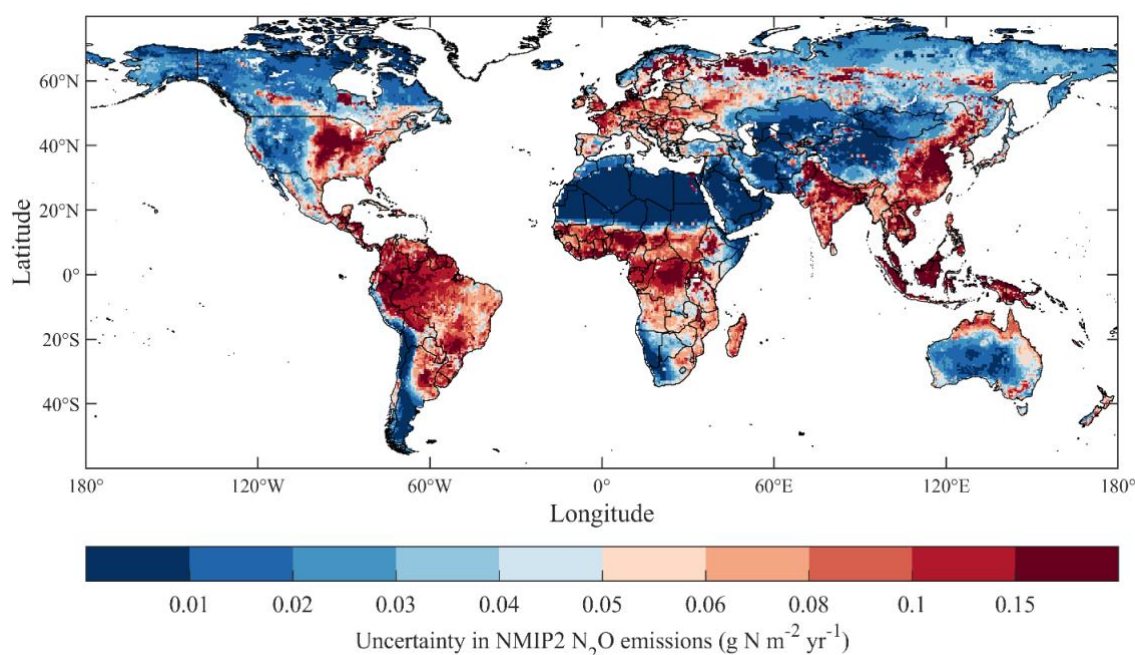 60°N
40°N
20°N
0°
20°S
40°S
Latitude
180°
120°W
60°W
0°
60°E
120°E
180°
Longitude
0.01 0.02 0.03 0.04 0.05 0.06 0.08 0.1 0.15
Uncertainty in NMIP2 N₂O emissions (g N m⁻² yr⁻¹)